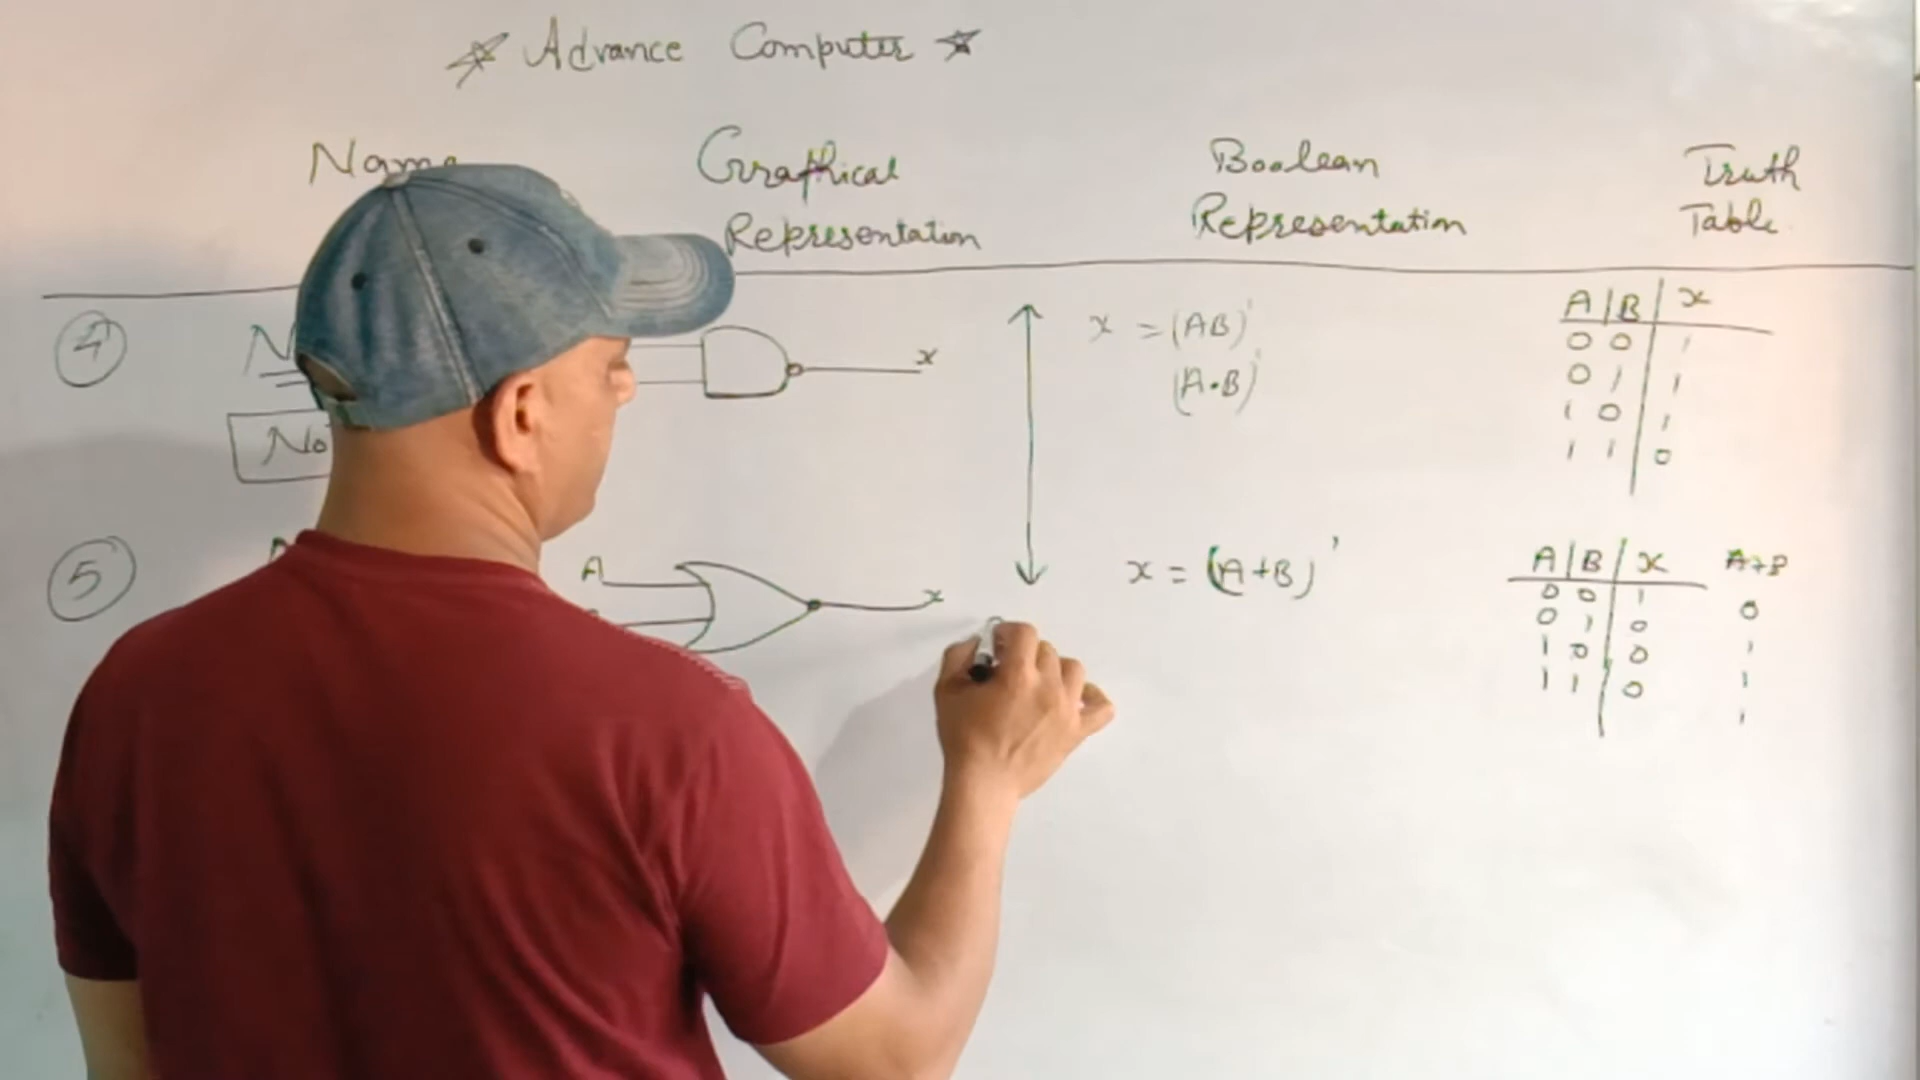 Advance Computer
Name
Graphical Representation
Boolean Representation
Truth Table
4
x
x = (AB)'
(A•B)'
A B x
0 0 1
0 1 1
1 0 1
1 1 0
5
A
x
x = (A+B)'
A B x A+B
0 0 1 0
0 1 0 1
1 0 0 1
1 1 0 1